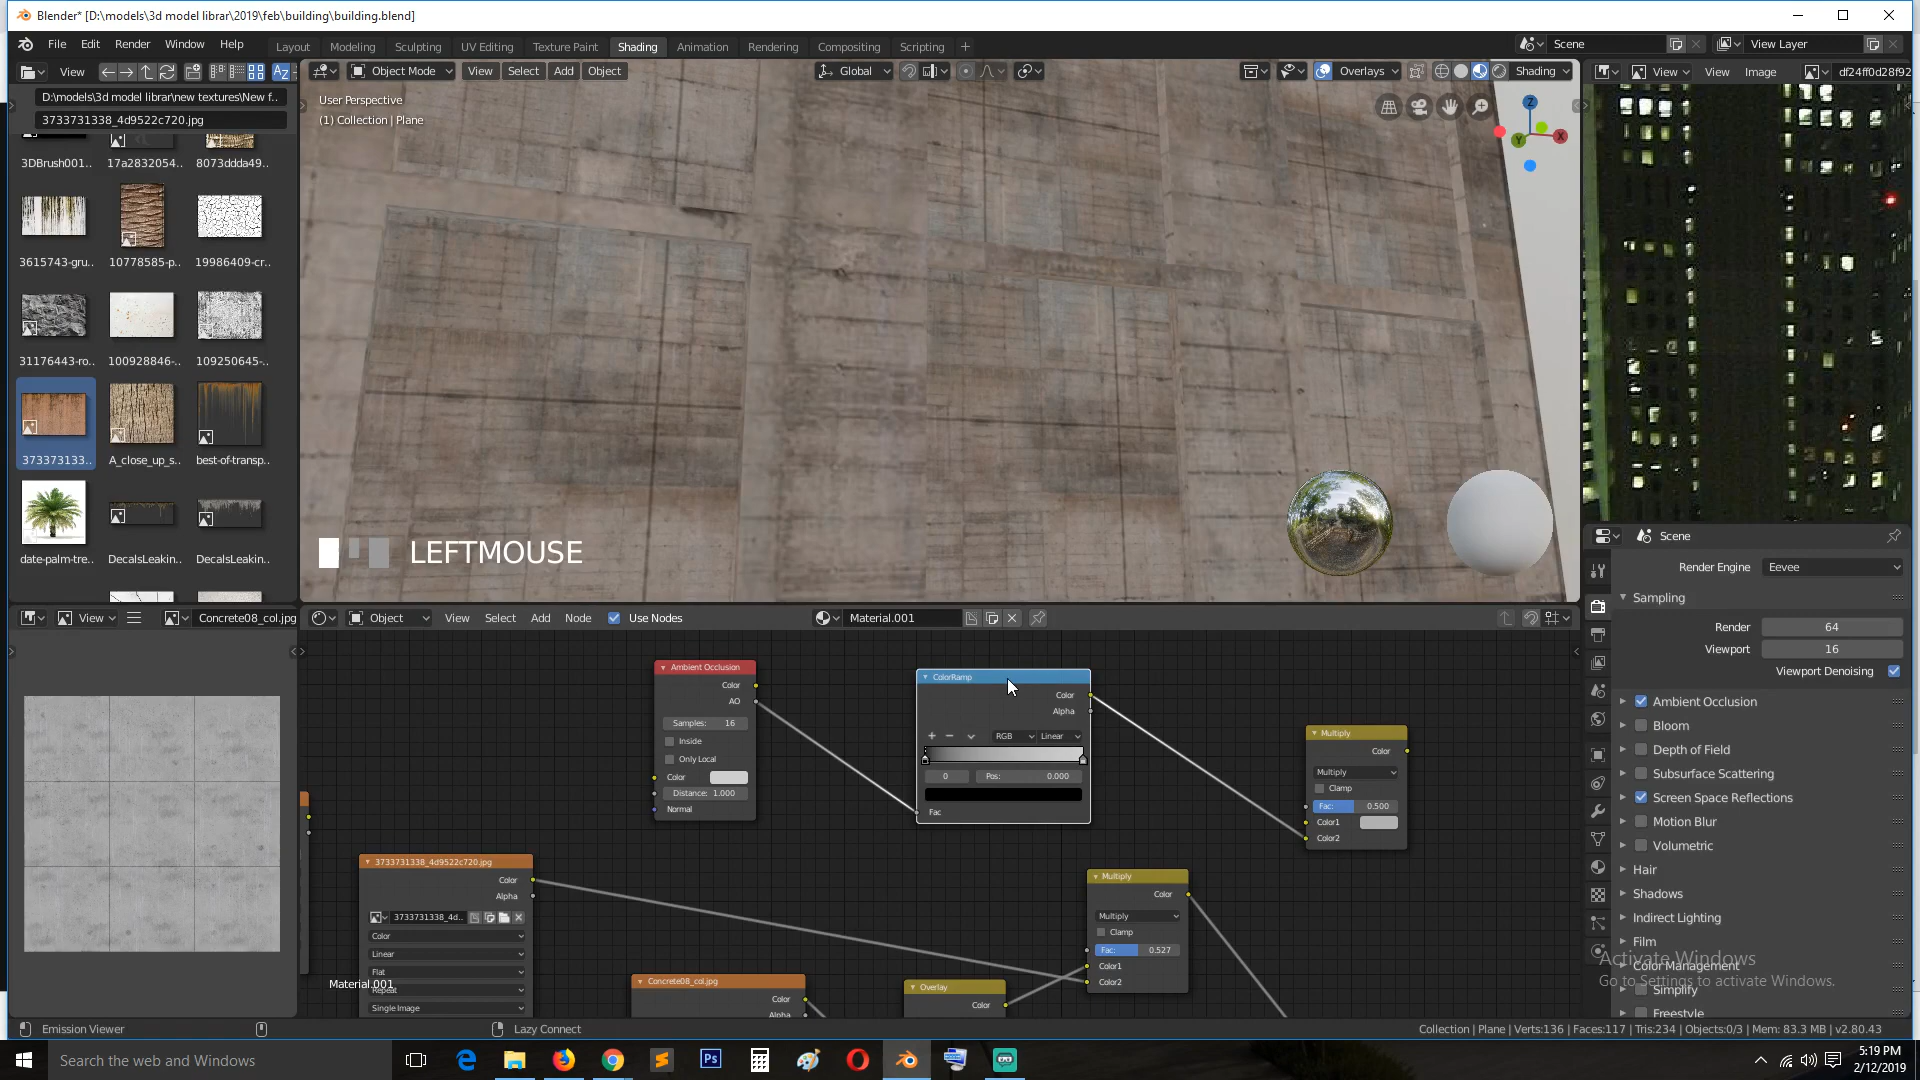 Blender* [D:\models\3d model librar\2019\feb\building\building.blend]
File Edit Render Window Help Layout Modeling Sculpting UV Editing Texture Paint Shading Animation Rendering Compositing Scripting + Scene View Layer
View Object Mode View Select Add Object Global Overlays Shading View View Image df24ff0d28f92
D:\models\3d model librar\new textures\New f..
3733731338_4d9522c720.jpg
User Perspective
(1) Collection | Plane
3DBrush001.. 17a2832054.. 8073ddda49..
3615743-gru.. 10778585-p.. 19986409-cr..
31176443-ro.. 100928846-.. 109250645-..
373373133.. A_close_up_s.. best-of-transp..
date-palm-tre.. DecalsLeakin.. DecalsLeakin..
LEFTMOUSE
Z
X
Y
Scene
Render Engine Eevee
Sampling
Render 64
Viewport 16
Viewport Denoising
Ambient Occlusion
Bloom
Depth of Field
Subsurface Scattering
Screen Space Reflections
Motion Blur
Volumetric
Hair
Shadows
Indirect Lighting
Film
Color Management
Simplify
Freestyle
Activate Windows
Go to Settings to activate Windows.
View Concrete08_col.jpg
Object View Select Add Node Object Use Nodes Material.001
Ambient Occlusion
Color
AO
Samples: 16
Inside
Only Local
Color
Distance: 1.000
Normal
ColorRamp
Color
Alpha
RGB Linear
0 Pos: 0.000
Fac
Multiply
Color
Multiply
Clamp
Fac: 0.500
Color1
Color2
3733731338_4d9522c720.jpg
Color
Alpha
3733731338_4d..
Color
Linear
Flat
Repeat
Single Image
Material.001
Concrete08_col.jpg
Color
Alpha
Overlay
Color
Multiply
Color
Multiply
Clamp
Fac: 0.527
Color1
Color2
Emission Viewer Lazy Connect Collection | Plane | Verts:136 | Faces:117 | Tris:234 | Objects:0/3 | Mem: 83.3 MB | v2.80.43
Search the web and Windows
Ps
5:19 PM
2/12/2019